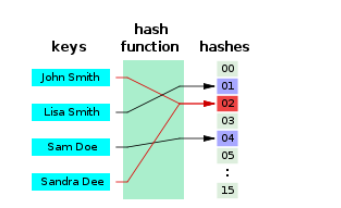 keys
hash
function
hashes
John Smith
Lisa Smith
Sam Doe
Sandra Dee
00
01
02
03
04
05
:
15